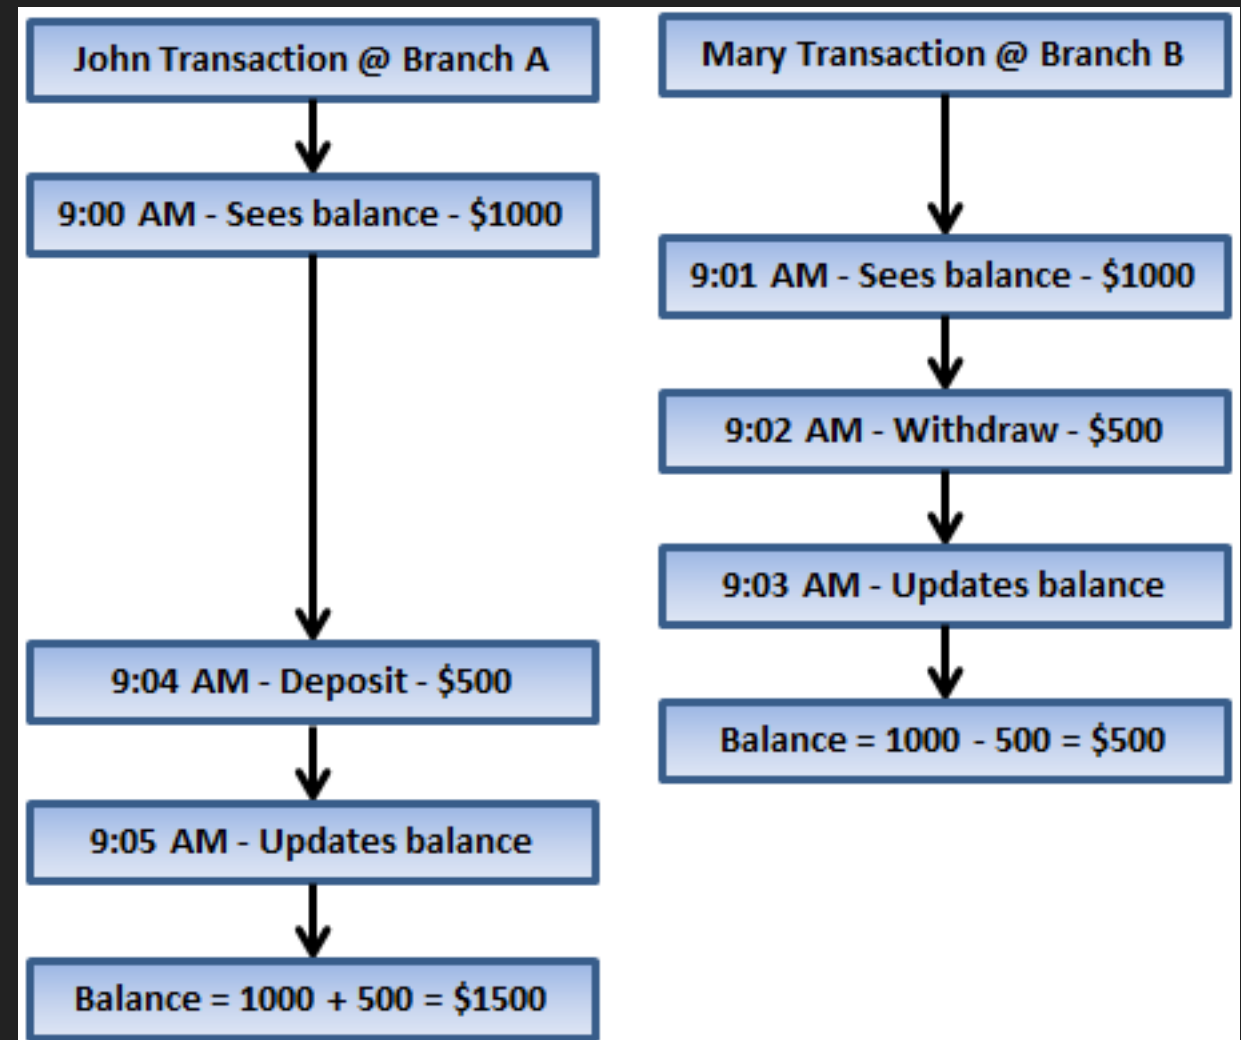 John Transaction @ Branch A
9:00 AM - Sees balance - $1000
9:04 AM - Deposit - $500
9:05 AM - Updates balance
Balance = 1000 + 500 = $1500
Mary Transaction @ Branch B
9:01 AM - Sees balance - $1000
9:02 AM - Withdraw - $500
9:03 AM - Updates balance
Balance = 1000 - 500 = $500